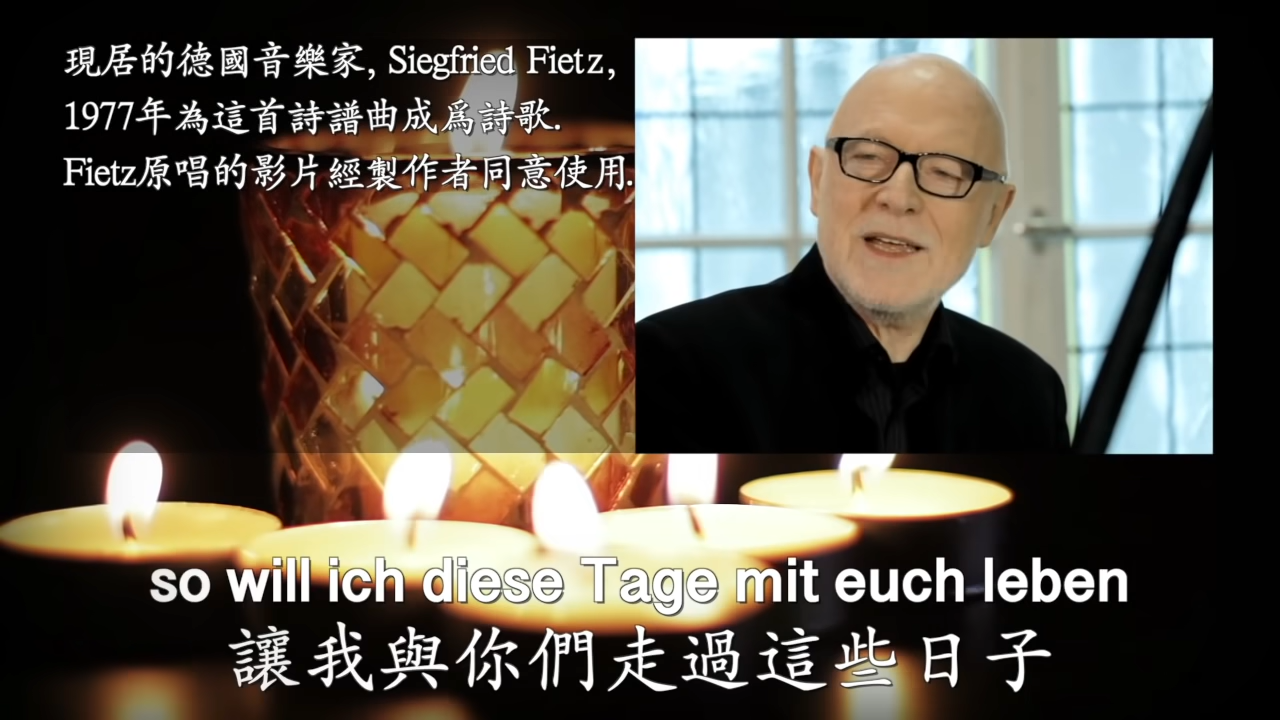 現居的德國音樂家, Siegfried Fietz,
1977年為這首詩譜曲成爲詩歌.
Fietz原唱的影片經製作者同意使用.
so will ich diese Tage mit euch leben
讓我與你們走過這些日子